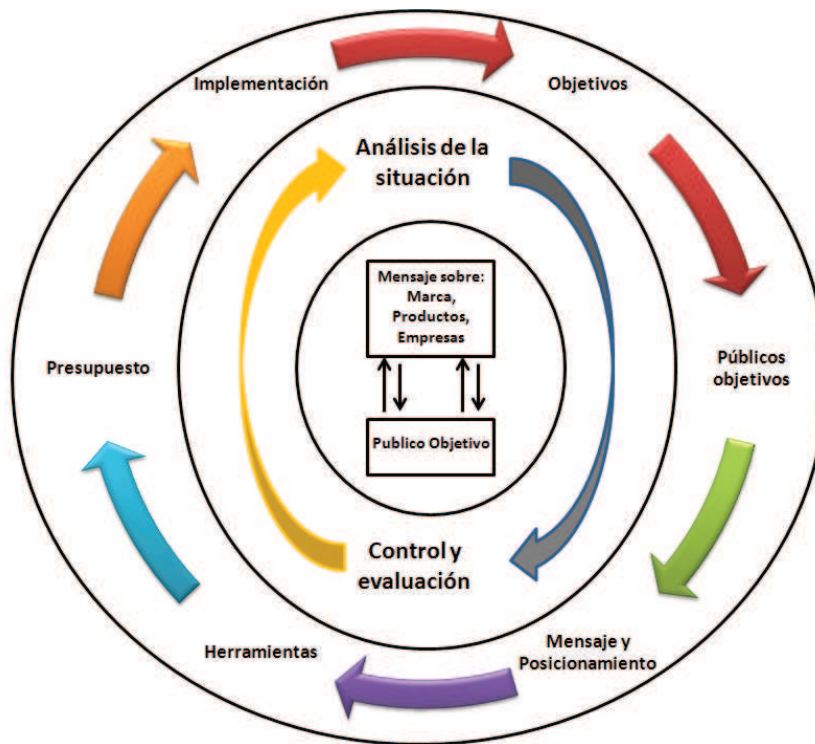 Implementación
Objetivos
Análisis de la
situación
Mensaje sobre:
Marca,
Productos,
Empresas
Presupuesto
Públicos
objetivos
Publico Objetivo
Control y
evaluación
Herramientas
Mensaje y
Posicionamiento